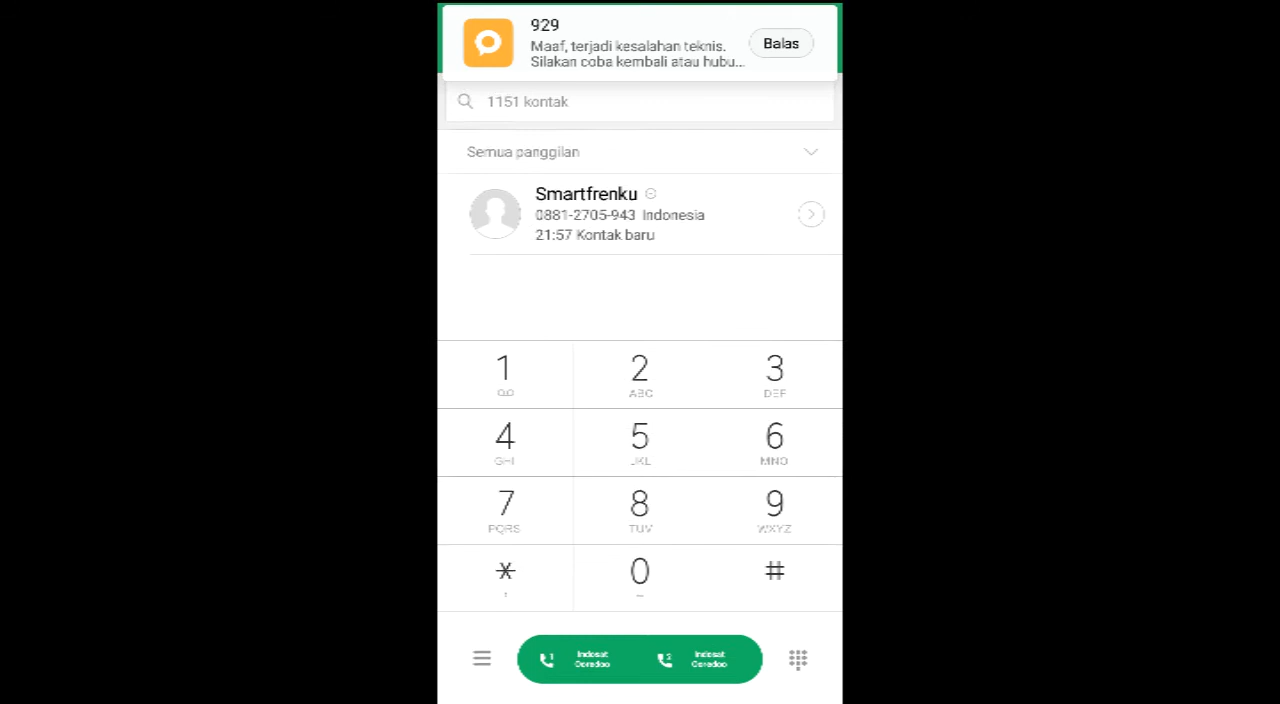 929
Maaf, terjadi kesalahan teknis.
Silakan coba kembali atau hubu...
Balas
1151 kontak
Semua panggilan
Smartfrenku
0881-2705-943 Indonesia
21:57 Kontak baru
1 2 3
ABC DEF
4 5 6
GHI JKL MNO
7 8 9
PQRS TUV WXYZ
* 0 #
,
1 Indosat
Ooredoo
2 Indosat
Ooredoo